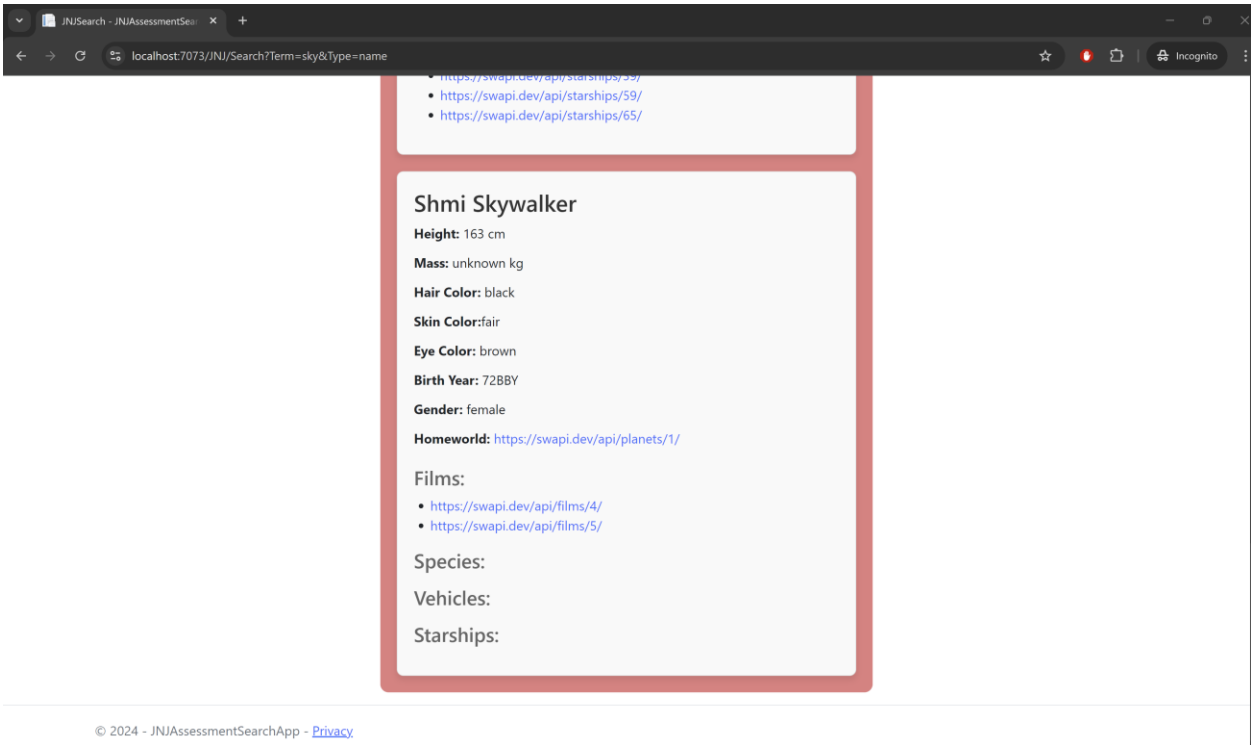 JNJSearch - JNJAssessmentSear
localhost:7073/JNJ/Search?Term=sky&Type=name
Incognito
https://swapi.dev/api/starships/59/
https://swapi.dev/api/starships/65/
Shmi Skywalker
Height: 163 cm
Mass: unknown kg
Hair Color: black
Skin Color:fair
Eye Color: brown
Birth Year: 72BBY
Gender: female
Homeworld: https://swapi.dev/api/planets/1/
Films:
https://swapi.dev/api/films/4/
https://swapi.dev/api/films/5/
Species:
Vehicles:
Starships:
© 2024 - JNJAssessmentSearchApp - Privacy